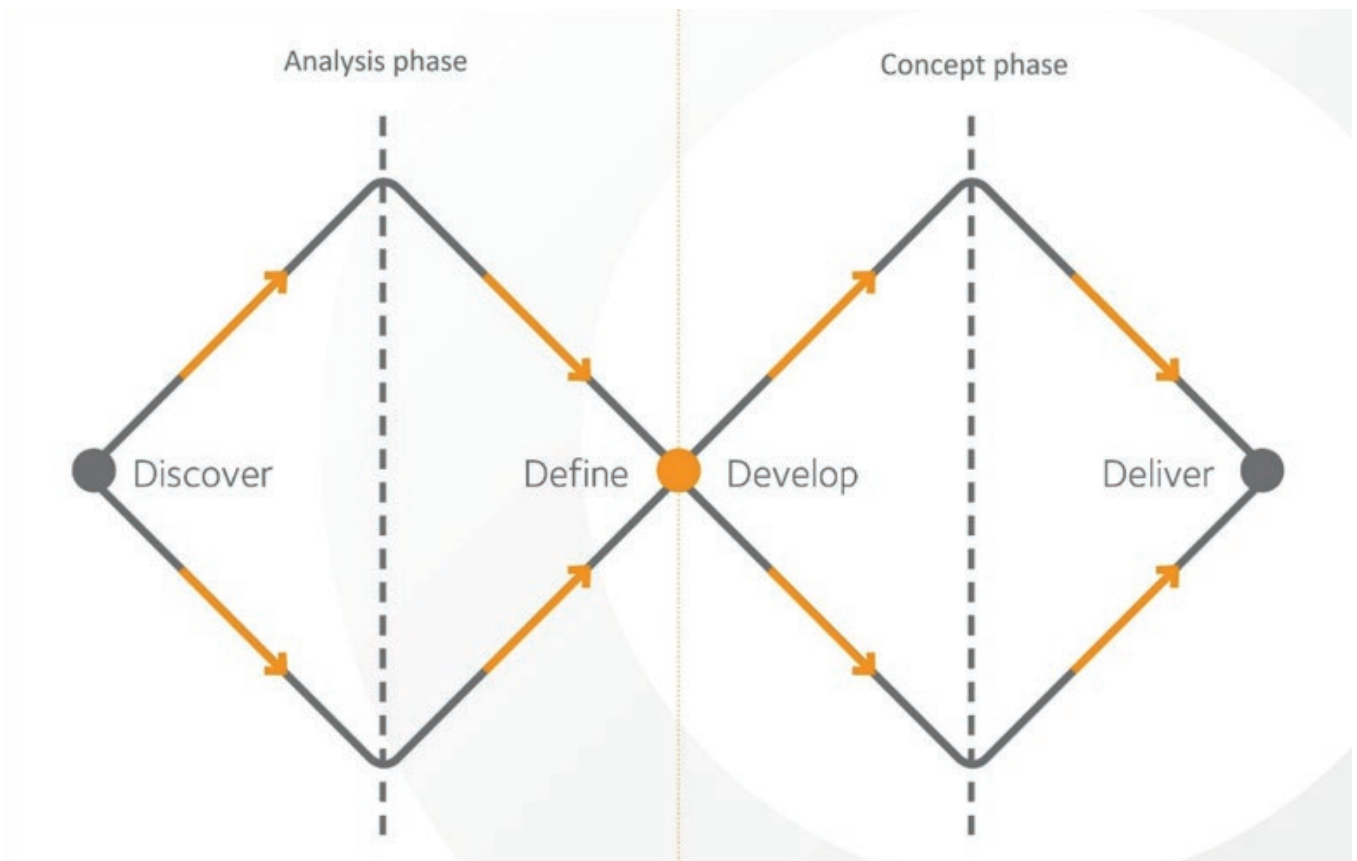 Analysis phase
Concept phase
Discover
Define
Develop
Deliver